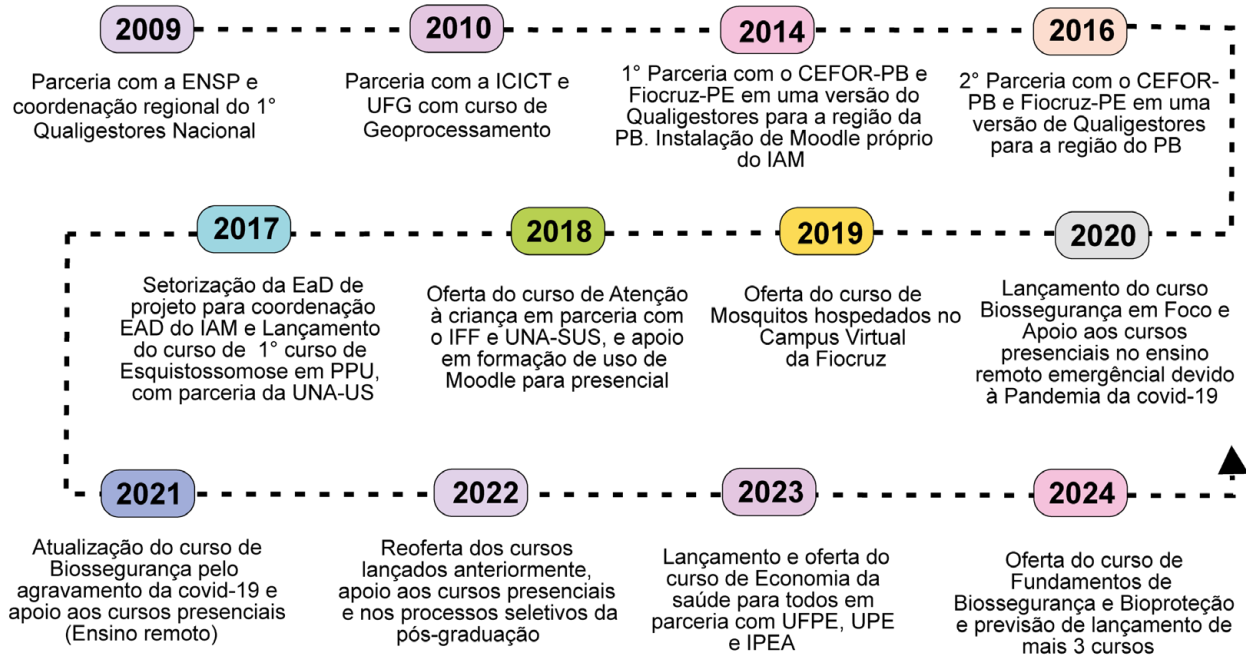 2009
Parceria com a ENSP e
coordenação regional do 1°
Qualigestores Nacional
2010
Parceria com a ICICT e
UFG com curso de
Geoprocessamento
2014
1° Parceria com o CEFOR-PB e
Fiocruz-PE em uma versão do
Qualigestores para a região da
PB. Instalação de Moodle próprio
do IAM
2016
2° Parceria com o CEFOR-
PB e Fiocruz-PE em uma
versão de Qualigestores
para a região do PB
2017
Setorização da EaD de
projeto para coordenação
EAD do IAM e Lançamento
do curso de 1° curso de
Esquistossomose em PPU,
com parceria da UNA-US
2018
Oferta do curso de Atenção
à criança em parceria com
o IFF e UNA-SUS, e apoio
em formação de uso de
Moodle para presencial
2019
Oferta do curso de
Mosquitos hospedados no
Campus Virtual
da Fiocruz
2020
Lançamento do curso
Biossegurança em Foco e
Apoio aos cursos
presenciais no ensino
remoto emergêncial devido
à Pandemia da covid-19
2021
Atualização do curso de
Biossegurança pelo
agravamento da covid-19 e
apoio aos cursos presenciais
(Ensino remoto)
2022
Reoferta dos cursos
lançados anteriormente,
apoio aos cursos presenciais
e nos processos seletivos da
pós-graduação
2023
Lançamento e oferta do
curso de Economia da
saúde para todos em
parceria com UFPE, UPE
e IPEA
2024
Oferta do curso de
Fundamentos de
Biossegurança e Bioproteção
e previsão de lançamento de
mais 3 cursos